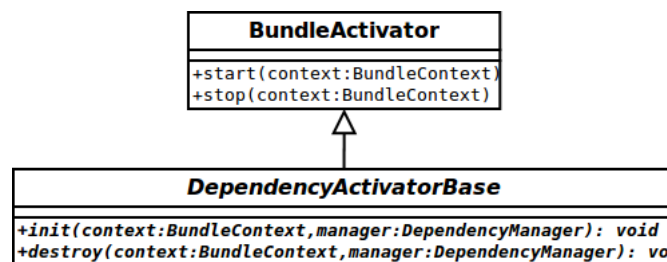 BundleActivator
+start(context:BundleContext)
+stop(context:BundleContext)
DependencyActivatorBase
+init(context:BundleContext,manager:DependencyManager): void
+destroy(context:BundleContext,manager:DependencyManager): vo